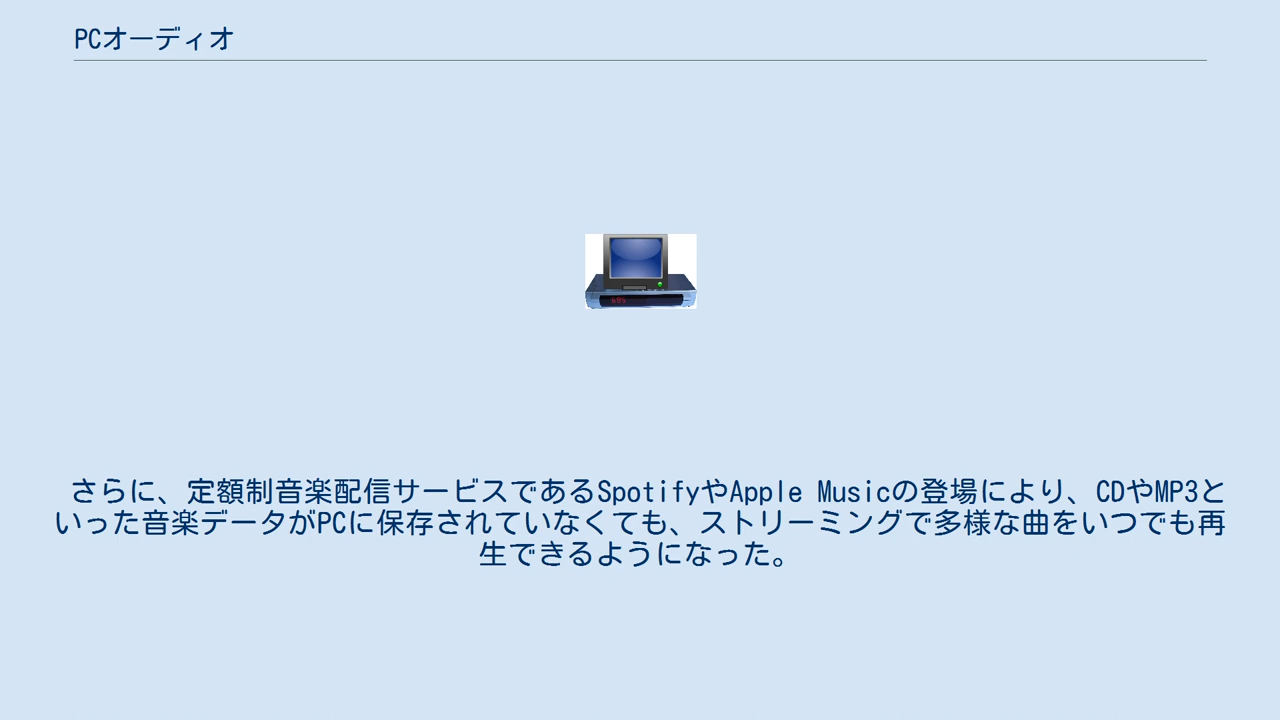 PCオーディオ
さらに、定額制音楽配信サービスであるSpotifyやApple Musicの登場により、CDやMP3と
いった音楽データがPCに保存されていなくても、ストリーミングで多様な曲をいつでも再
生できるようになった。